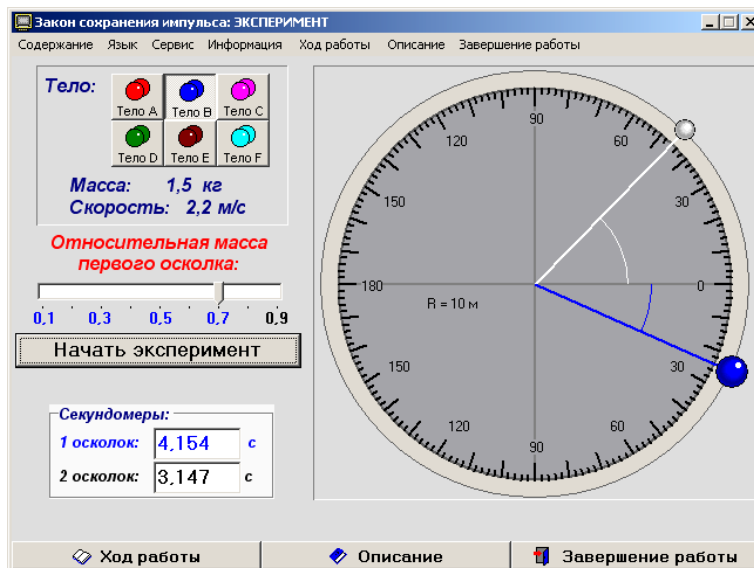 Закон сохранения импульса: ЭКСПЕРИМЕНТ
Содержание Язык Сервис Информация Ход работы Описание Завершение работы
Тело:
Тело A Тело B Тело C
Тело D Тело E Тело F
Масса: 1,5 кг
Скорость: 2,2 м/с
Относительная масса
первого осколка:
0,1 0,3 0,5 0,7 0,9
Начать эксперимент
Секундомеры:
1 осколок: 4,154 с
2 осколок: 3,147 с
90
120 60
150 30
180 0
R = 10 м
150 30
120 60
90
Ход работы Описание Завершение работы